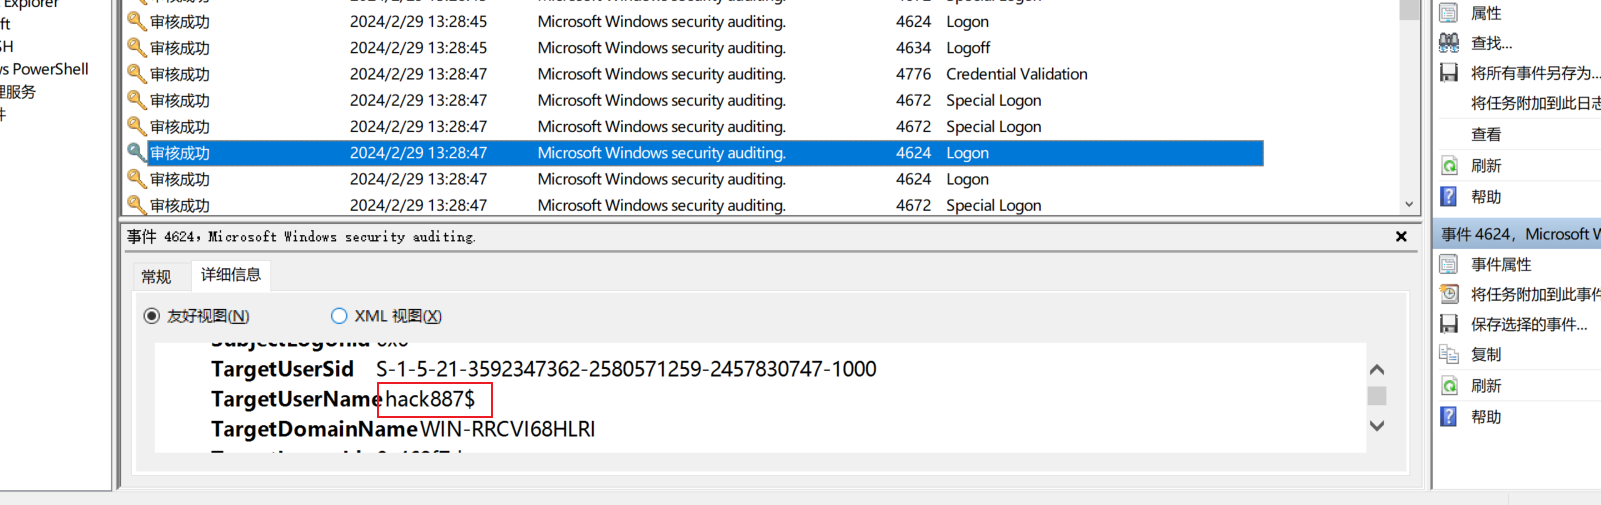 Explorer
审核成功 2024/2/29 13:28:45 Microsoft Windows security auditing. 4624 Logon
审核成功 2024/2/29 13:28:45 Microsoft Windows security auditing. 4634 Logoff
审核成功 2024/2/29 13:28:47 Microsoft Windows security auditing. 4776 Credential Validation
审核成功 2024/2/29 13:28:47 Microsoft Windows security auditing. 4672 Special Logon
审核成功 2024/2/29 13:28:47 Microsoft Windows security auditing. 4672 Special Logon
审核成功 2024/2/29 13:28:47 Microsoft Windows security auditing. 4624 Logon
审核成功 2024/2/29 13:28:47 Microsoft Windows security auditing. 4624 Logon
审核成功 2024/2/29 13:28:47 Microsoft Windows security auditing. 4672 Special Logon
ft
SH
s PowerShell
理服务
件
事件 4624，Microsoft Windows security auditing.
常规
详细信息
友好视图(N)
XML 视图(X)
SubjectLogonId 0x0
TargetUserSid S-1-5-21-3592347362-2580571259-2457830747-1000
TargetUserName hack887$
TargetDomainName WIN-RRCVI68HLRI
属性
查找...
将所有事件另存为...
将任务附加到此日志
查看
刷新
帮助
事件 4624，Microsoft W
事件属性
将任务附加到此事件
保存选择的事件...
复制
刷新
帮助